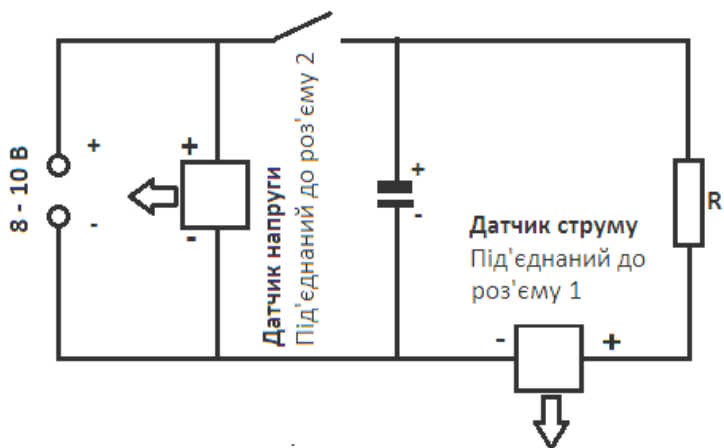 8 - 10 В
+
-
+
-
Датчик напруги
Під'єднаний до роз'єму 2
+
-
R
Датчик струму
Під'єднаний до
роз'єму 1
-
+